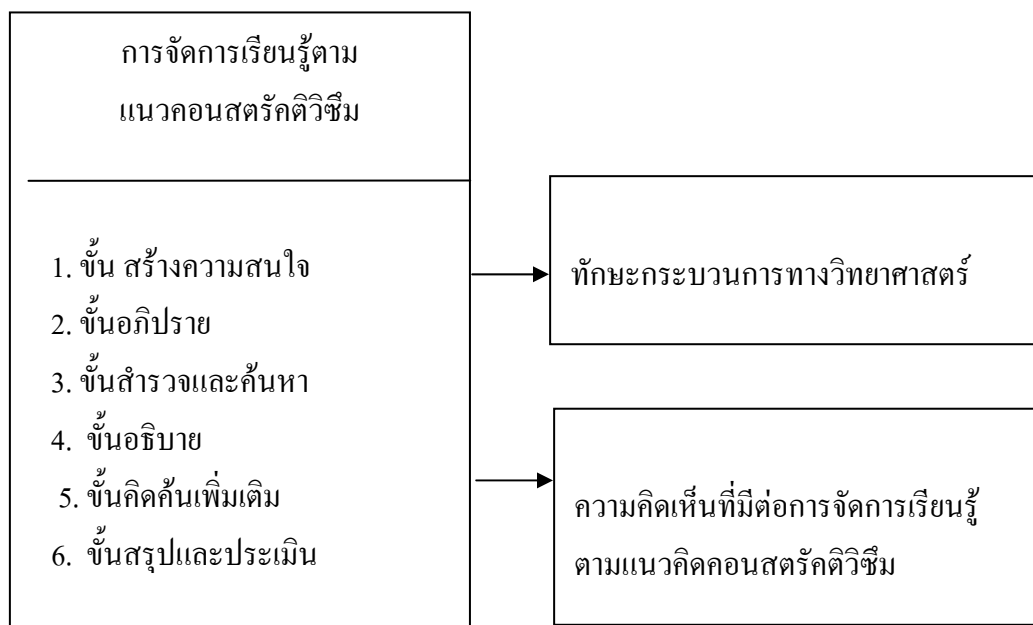 การจัดการเรียนรู้ตาม
แนวคอนสตรัคติวิซึม
1. ขั้น สร้างความสนใจ
2. ขั้นอภิปราย
3. ขั้นสำรวจและค้นหา
4. ขั้นอธิบาย
5. ขั้นคิดค้นเพิ่มเติม
6. ขั้นสรุปและประเมิน
ทักษะกระบวนการทางวิทยาศาสตร์
ความคิดเห็นที่มีต่อการจัดการเรียนรู้
ตามแนวคิดคอนสตรัคติวิซึม